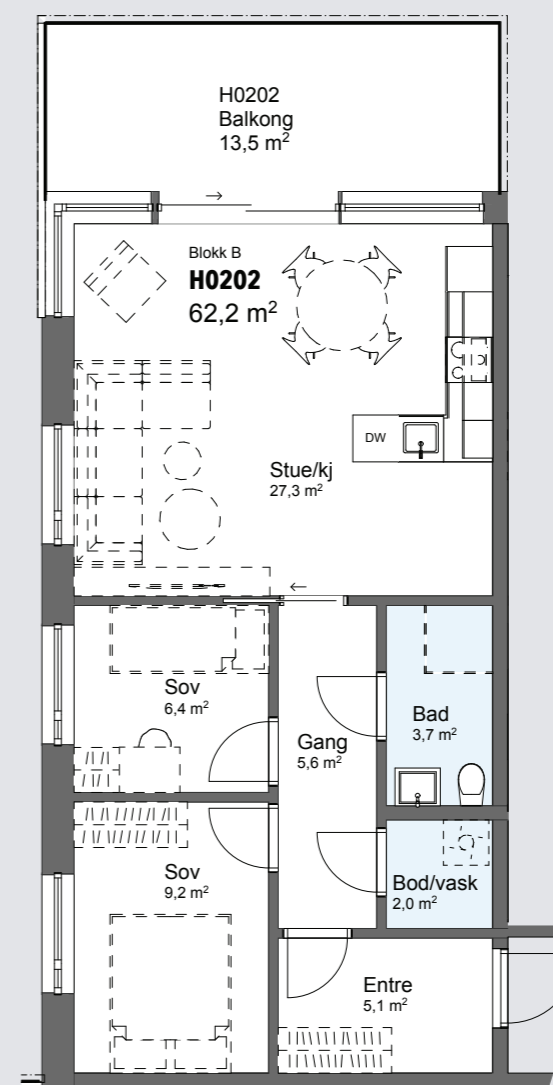 H0202
Balkong
13,5 m²
Blokk B
H0202
62,2 m²
DW
Stue/kj
27,3 m²
Sov
6,4 m²
Gang
5,6 m²
Bad
3,7 m²
Sov
9,2 m²
Bod/vask
2,0 m²
Entre
5,1 m²